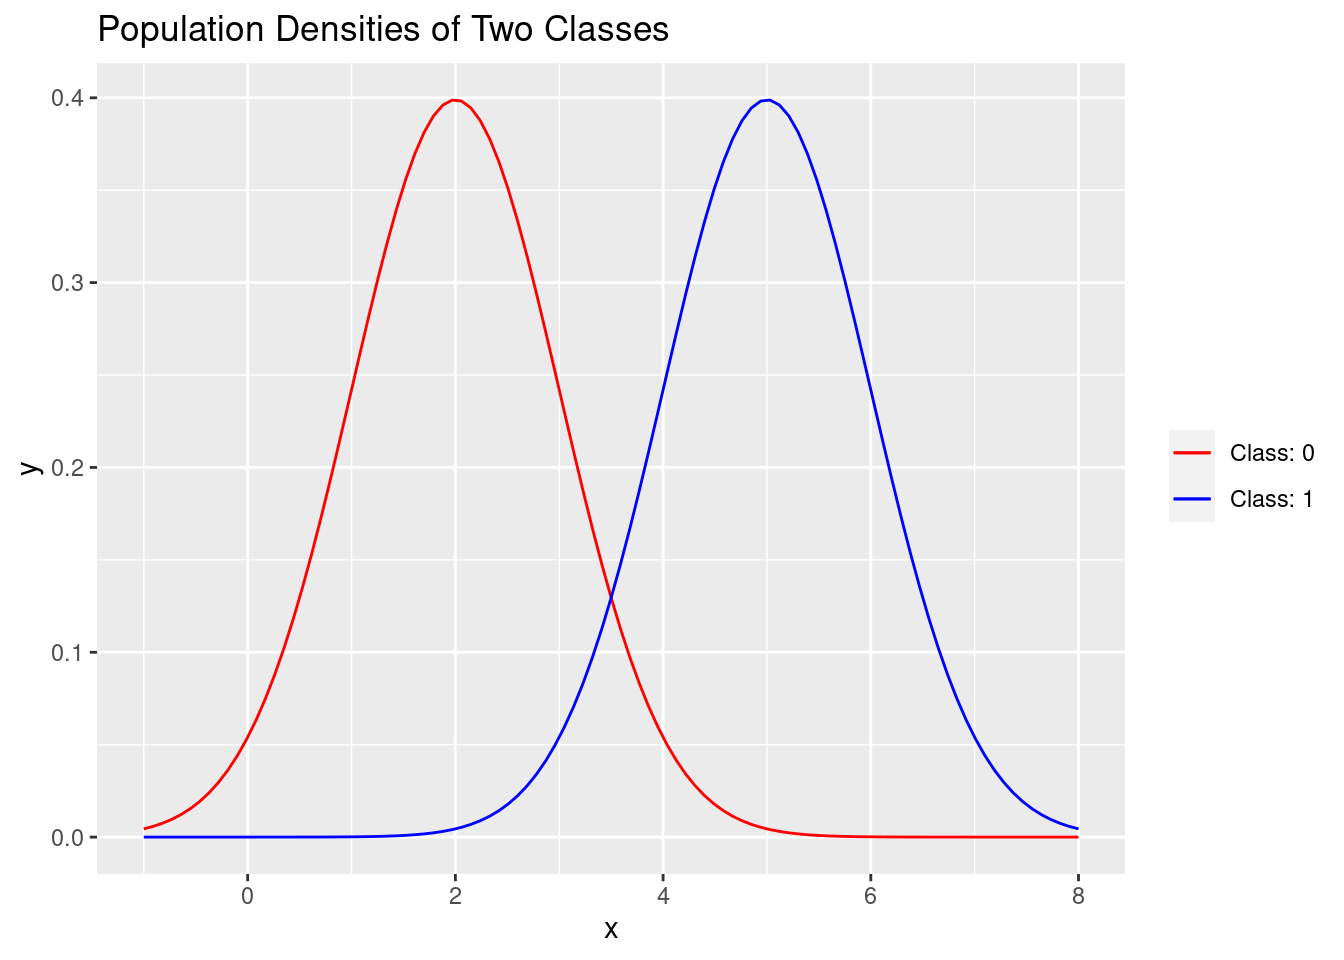 Population Densities of Two Classes
0.4
0.3
0.2
0.1
0.0
y
0 2 4 6 8
x
Class: 0
Class: 1